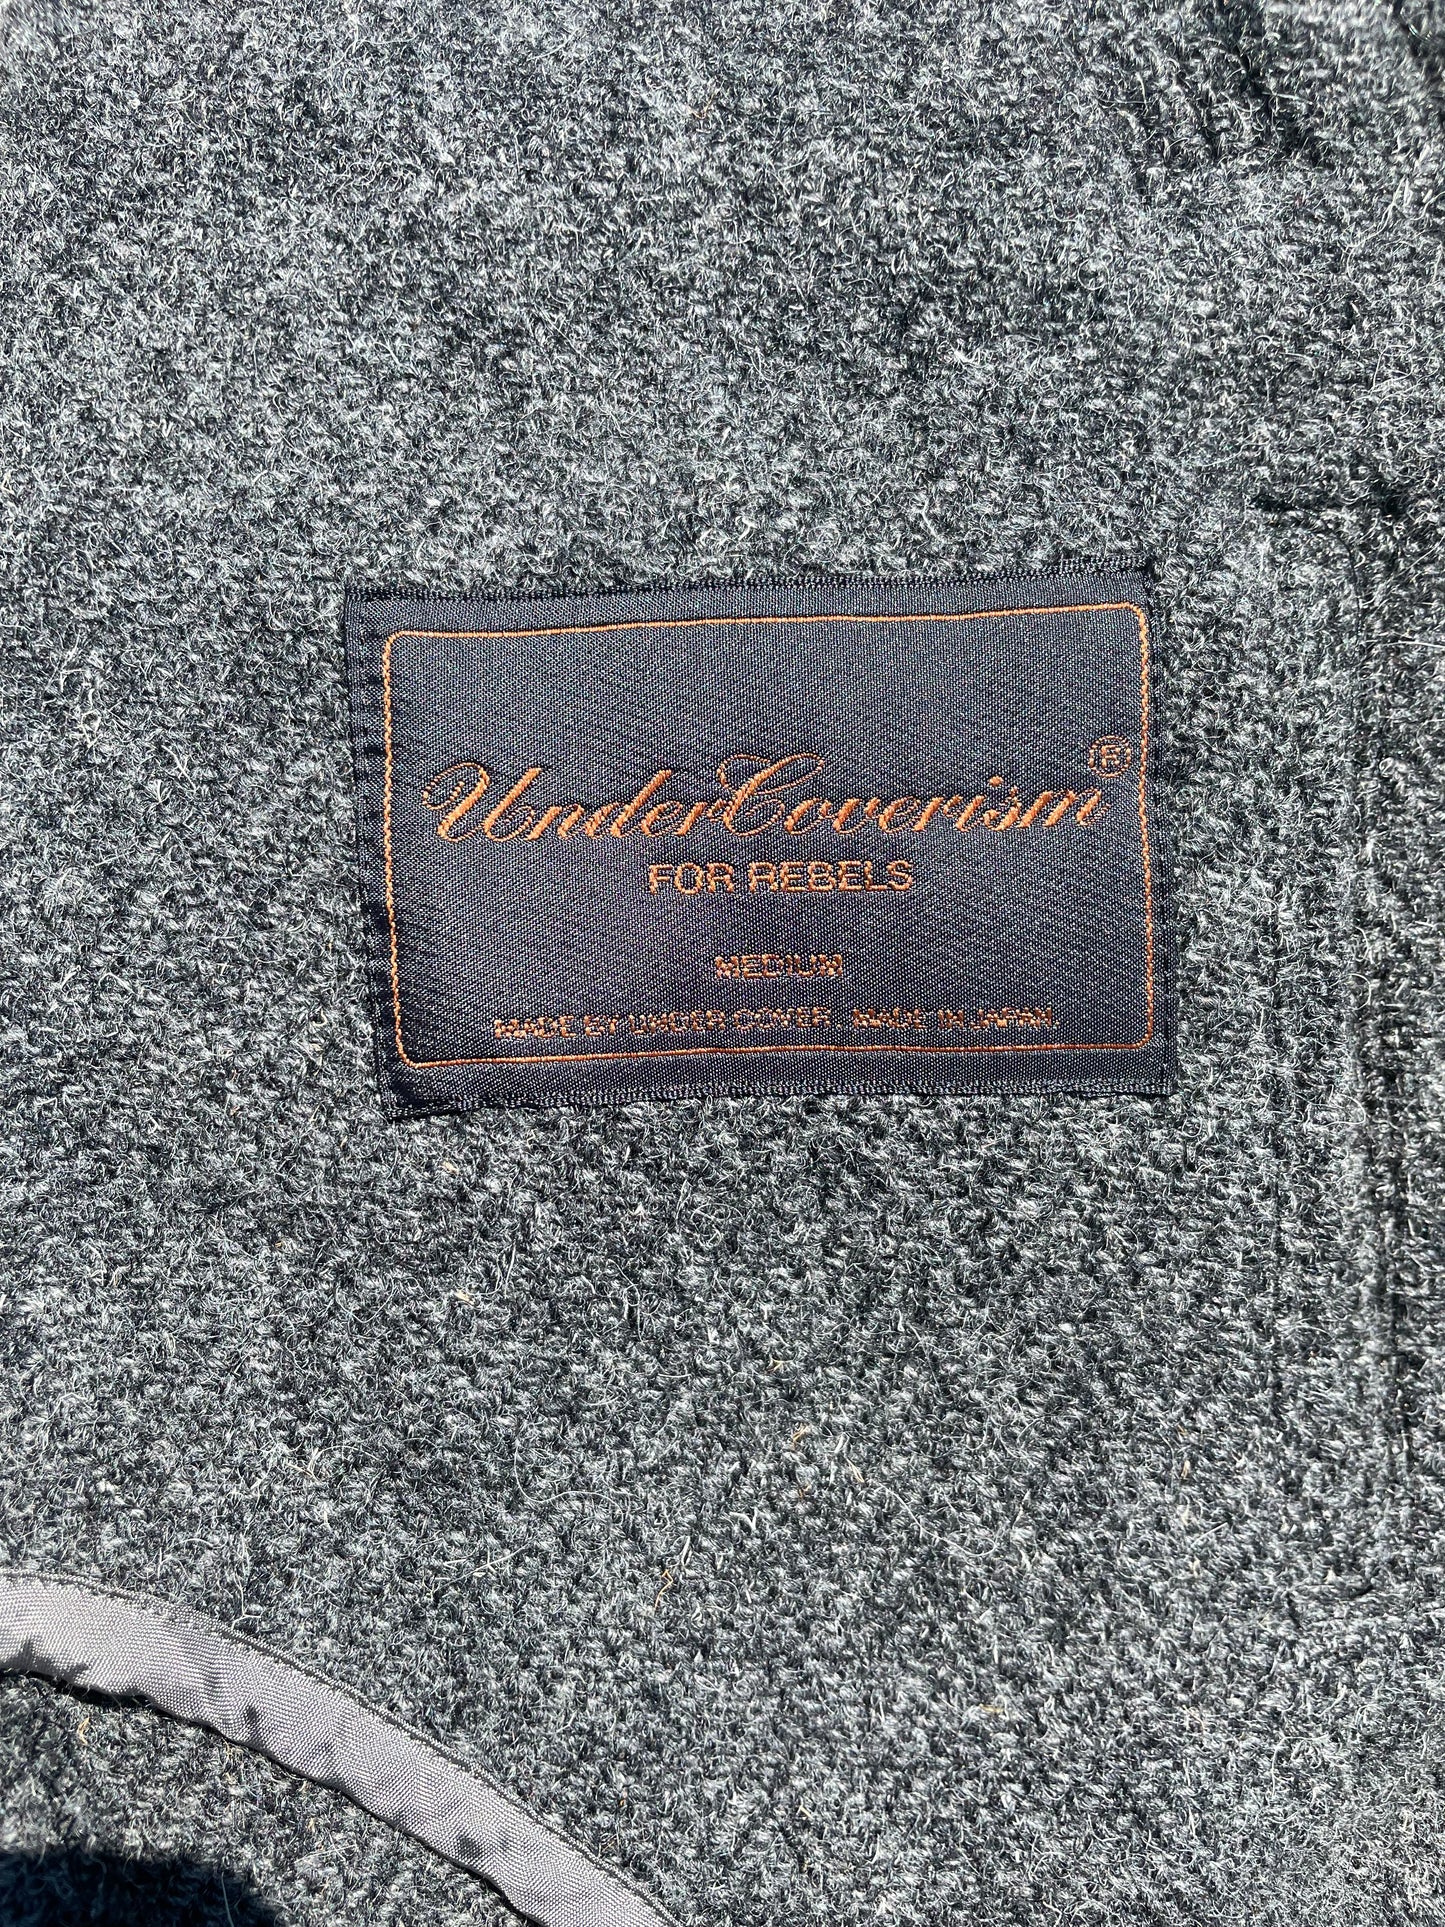 UnderCoverism®
FOR REBELS
MEDIUM
MADE BY UNDER COVER. MADE IN JAPAN.